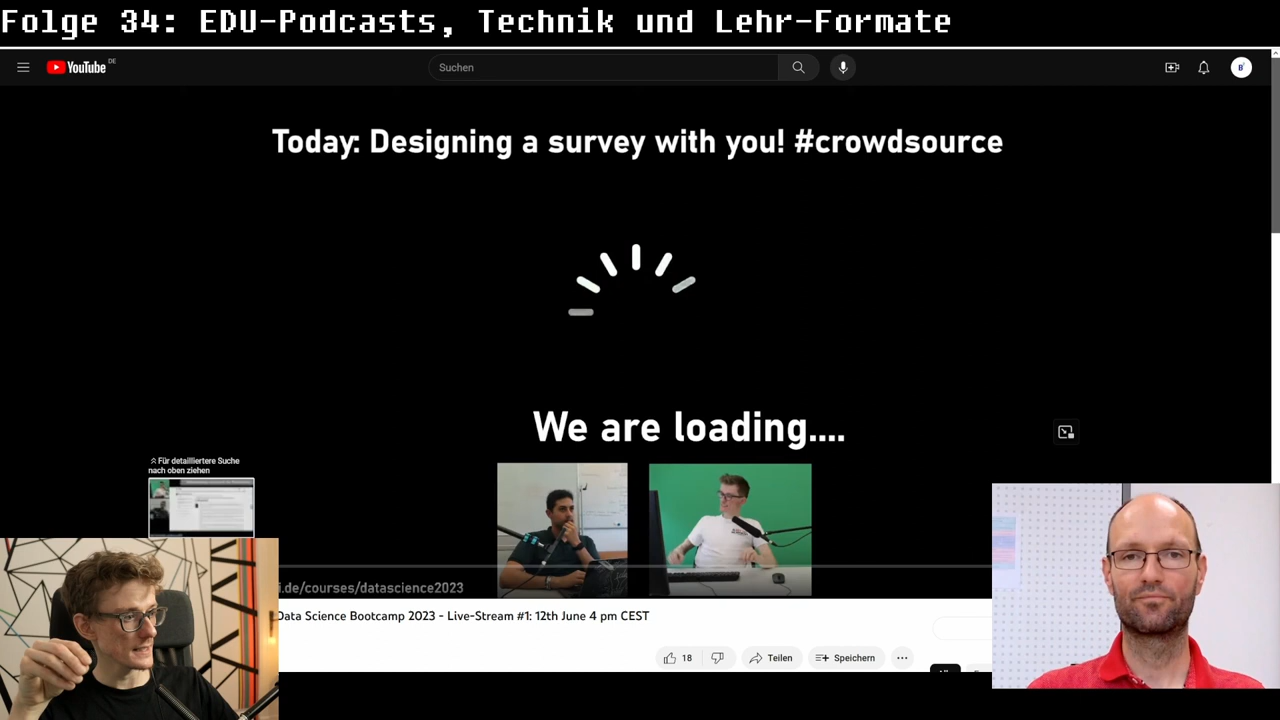 Folge 34: EDU-Podcasts, Technik und Lehr-Formate
YouTube DE
Suchen
Today: Designing a survey with you! #crowdsource
We are loading....
Für detailliertere Suche
nach oben ziehen
i.de/courses/datascience2023
Data Science Bootcamp 2023 - Live-Stream #1: 12th June 4 pm CEST
18
Teilen
Speichern